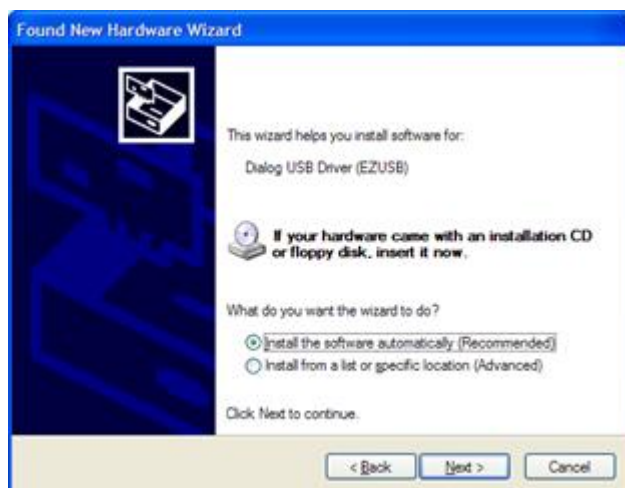 Found New Hardware Wizard
This wizard helps you install software for:
Dialog USB Driver (EZUSB)
If your hardware came with an installation CD
or floppy disk, insert it now.
What do you want the wizard to do?
Install the software automatically (Recommended)
Install from a list or specific location (Advanced)
Click Next to continue.
< Back Next > Cancel